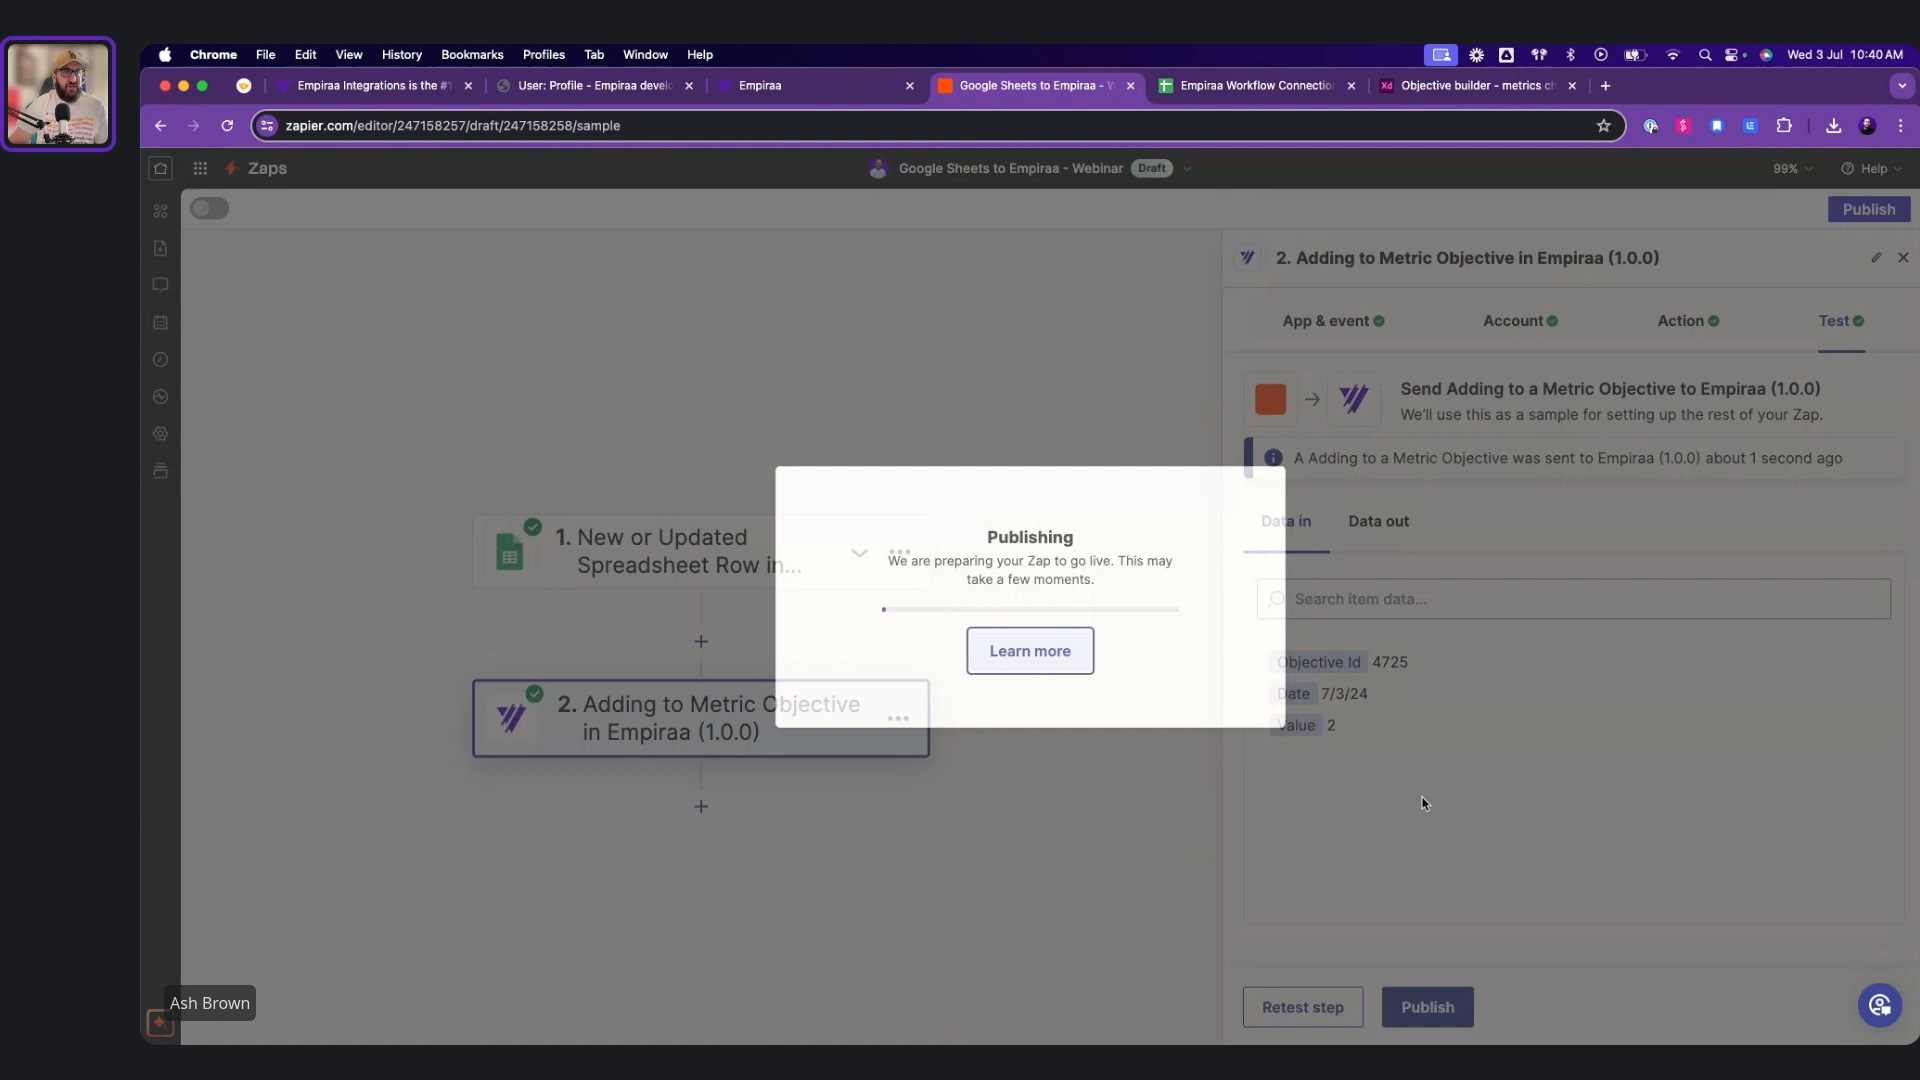 Chrome File Edit View History Bookmarks Profiles Tab Window Help
Wed 3 Jul 10:40 AM
Empiraa Integrations is the #1
User: Profile - Empiraa develo
Empiraa
Google Sheets to Empiraa - W
Empiraa Workflow Connection
Objective builder - metrics ch
zapier.com/editor/247158257/draft/247158258/sample
Zaps
Google Sheets to Empiraa - Webinar Draft
99%
Help
Publish
2. Adding to Metric Objective in Empiraa (1.0.0)
App & event
Account
Action
Test
Send Adding to a Metric Objective to Empiraa (1.0.0)
We'll use this as a sample for setting up the rest of your Zap.
A Adding to a Metric Objective was sent to Empiraa (1.0.0) about 1 second ago
Data in
Data out
Search item data...
Objective Id 4725
Date 7/3/24
Value 2
1. New or Updated
Spreadsheet Row in...
2. Adding to Metric Objective
in Empiraa (1.0.0)
Publishing
We are preparing your Zap to go live. This may
take a few moments.
Learn more
Retest step
Publish
Ash Brown